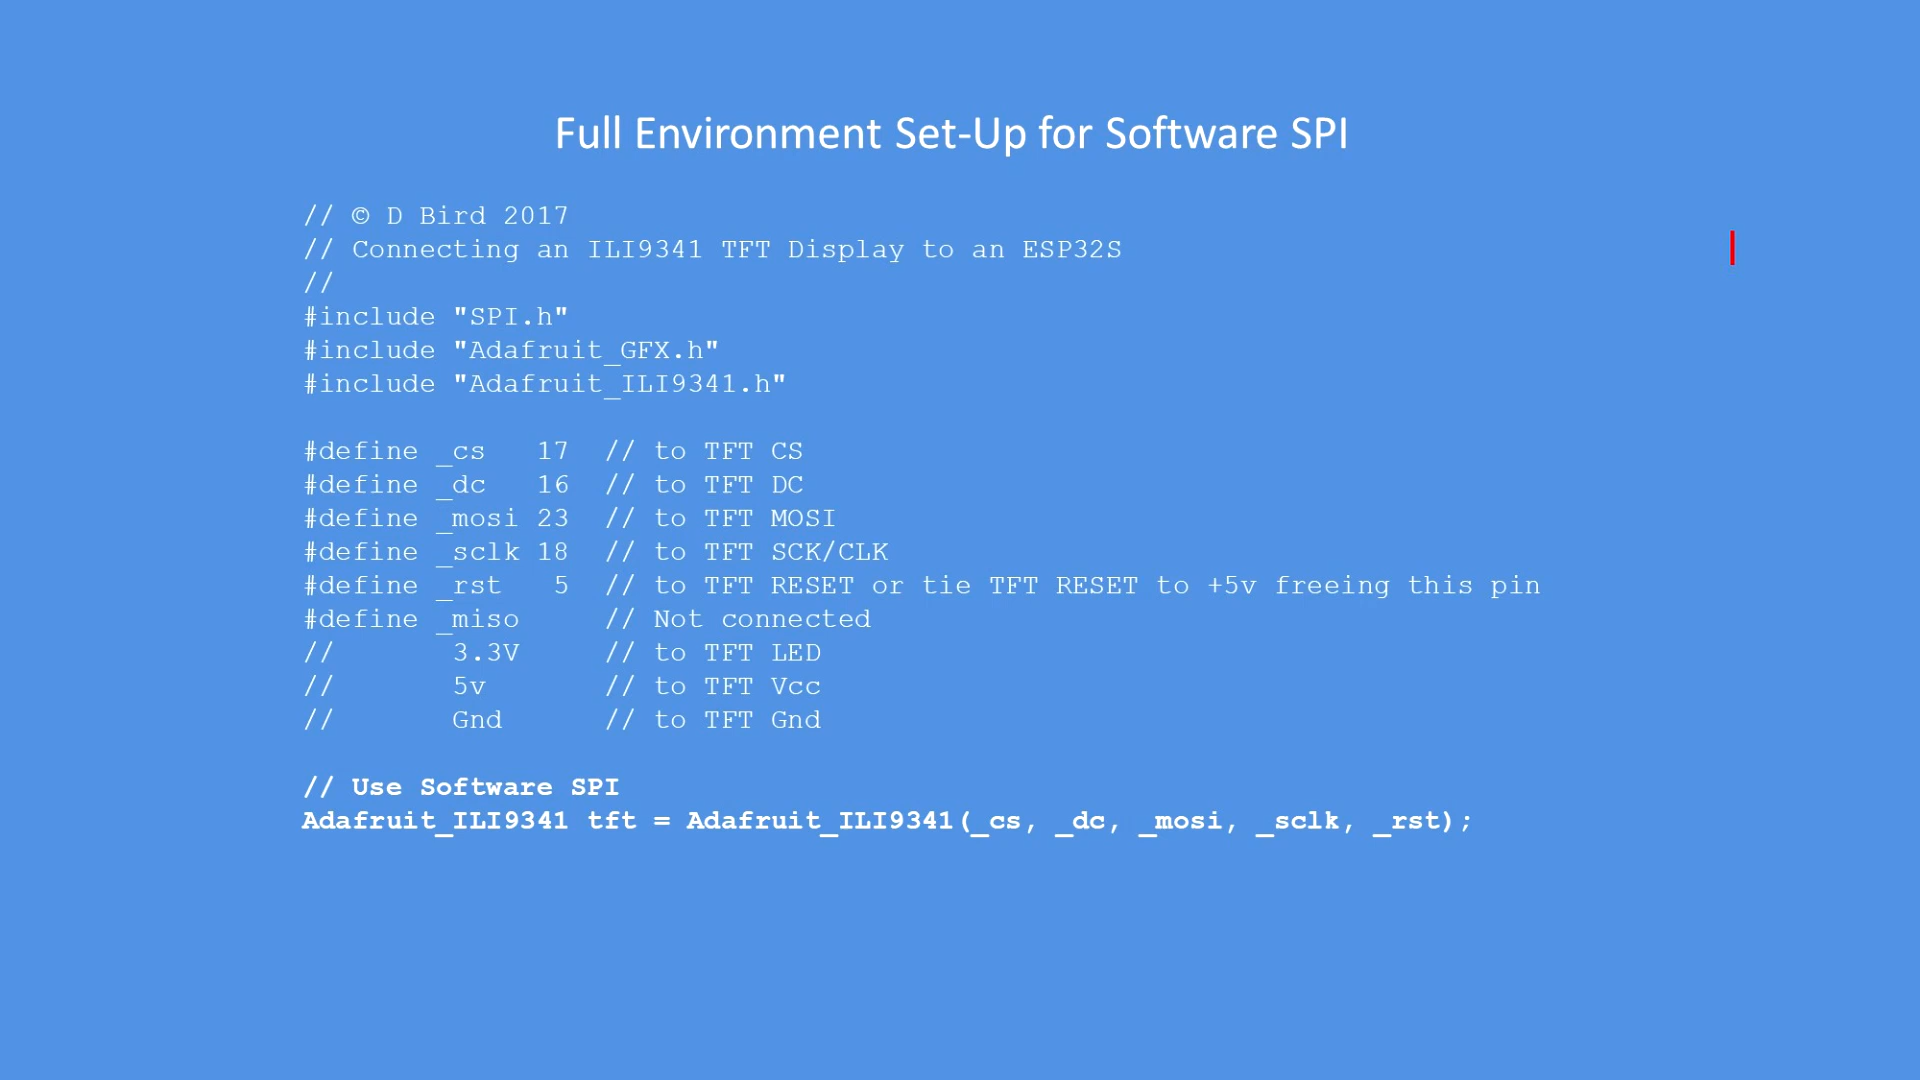 Full Environment Set-Up for Software SPI
// © D Bird 2017
// Connecting an ILI9341 TFT Display to an ESP32S
//
#include "SPI.h"
#include "Adafruit_GFX.h"
#include "Adafruit_ILI9341.h"
#define _cs   17  // to TFT CS
#define _dc   16  // to TFT DC
#define _mosi 23  // to TFT MOSI
#define _sclk 18  // to TFT SCK/CLK
#define _rst   5  // to TFT RESET or tie TFT RESET to +5v freeing this pin
#define _miso     // Not connected
//       3.3V     // to TFT LED
//       5v       // to TFT Vcc
//       Gnd      // to TFT Gnd
// Use Software SPI
Adafruit_ILI9341 tft = Adafruit_ILI9341(_cs, _dc, _mosi, _sclk, _rst);